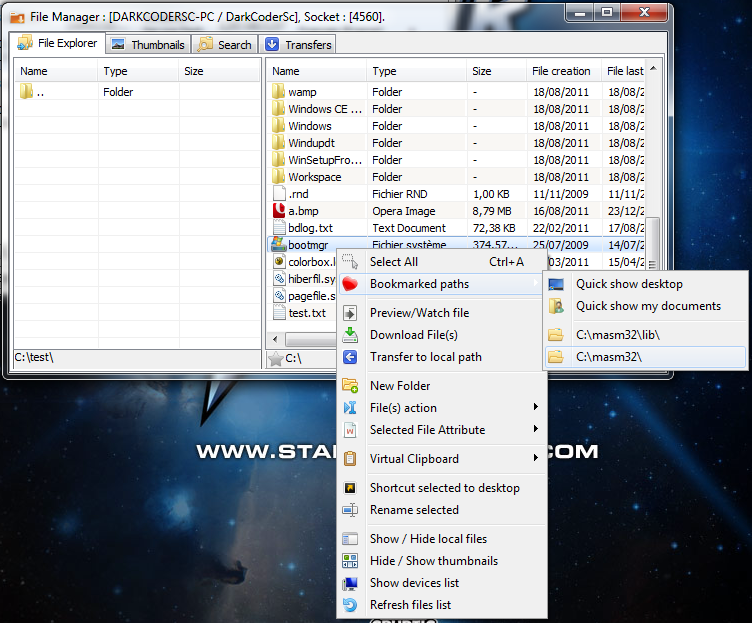 File Manager : [DARKCODERSC-PC / DarkCoderSc], Socket : [4560].
File Explorer Thumbnails Search Transfers
Name Type Size
.. Folder
C:\test\
Name Type Size File creation File last
wamp Folder - 18/08/2011 18/08/2
Windows CE ... Folder - 18/08/2011 18/08/2
Windows Folder - 18/08/2011 18/08/2
Windupdt Folder - 18/08/2011 18/08/2
WinSetupFro... Folder - 18/08/2011 18/08/2
Workspace Folder - 18/08/2011 18/08/2
.rnd Fichier RND 1,00 KB 11/11/2009 11/11/2
a.bmp Opera Image 8,79 MB 16/08/2011 23/12/2
bdlog.txt Text Document 72,38 KB 22/02/2011 17/08/2
bootmgr Fichier système 374,57... 25/07/2009 14/07/2
colorbox.l 03/2011 15/04/2
hiberfil.sy
pagefile.s
test.txt
C:\
Select All Ctrl+A
Bookmarked paths
Preview/Watch file
Download File(s)
Transfer to local path
New Folder
File(s) action
Selected File Attribute
Virtual Clipboard
Shortcut selected to desktop
Rename selected
Show / Hide local files
Hide / Show thumbnails
Show devices list
Refresh files list
Quick show desktop
Quick show my documents
C:\masm32\lib\
C:\masm32\
WWW.STA
COM